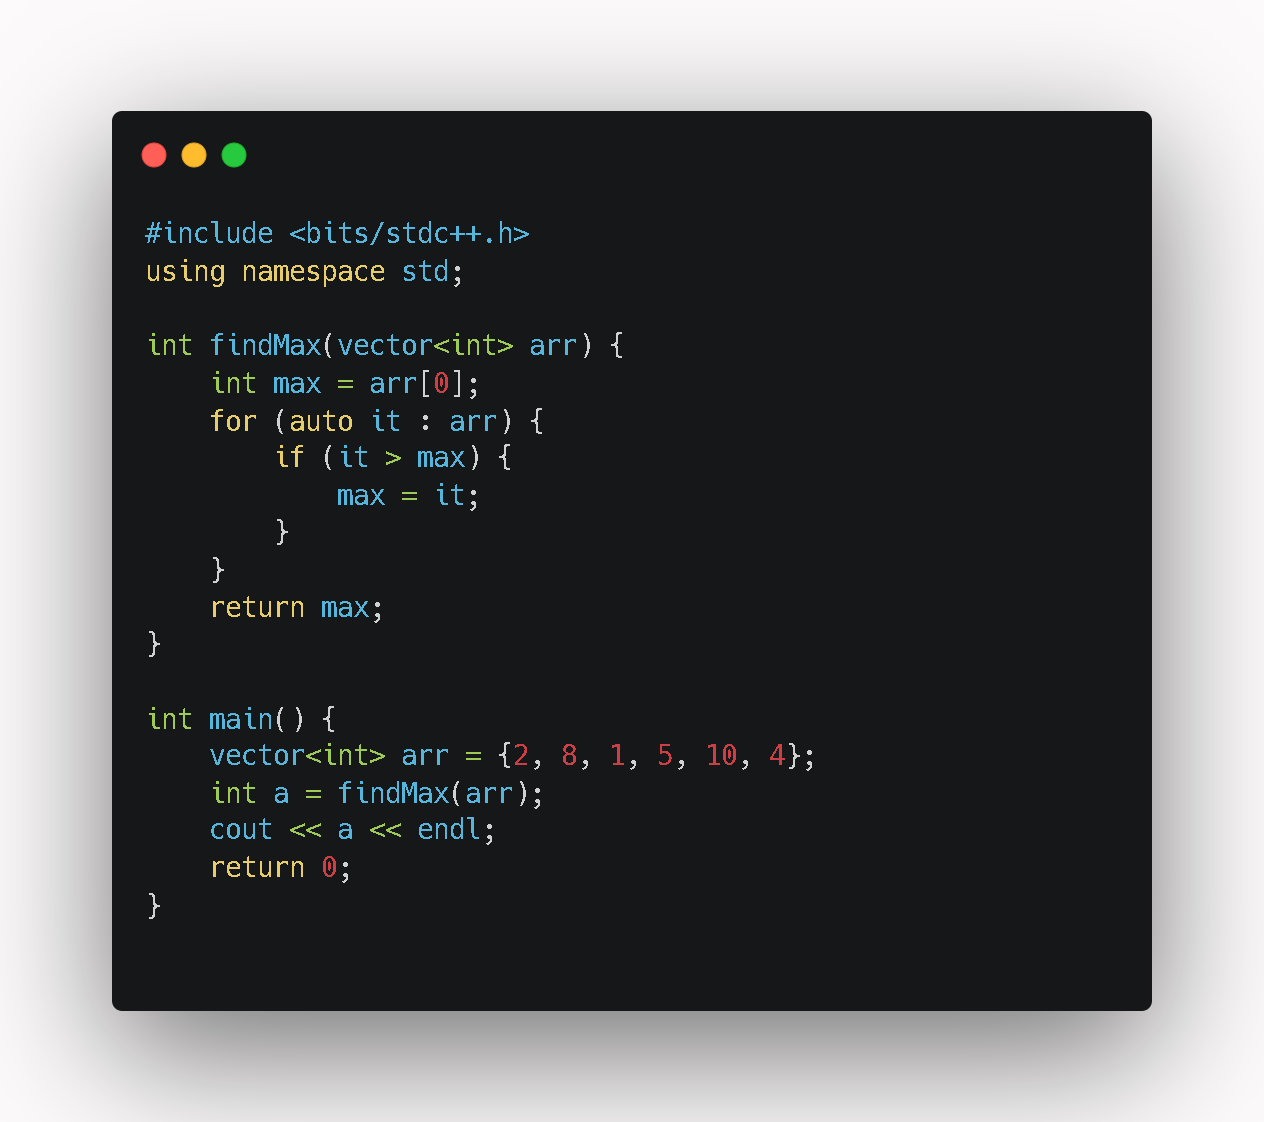 #include <bits/stdc++.h>
using namespace std;

int findMax(vector<int> arr) {
    int max = arr[0];
    for (auto it : arr) {
        if (it > max) {
            max = it;
        }
    }
    return max;
}

int main() {
    vector<int> arr = {2, 8, 1, 5, 10, 4};
    int a = findMax(arr);
    cout << a << endl;
    return 0;
}